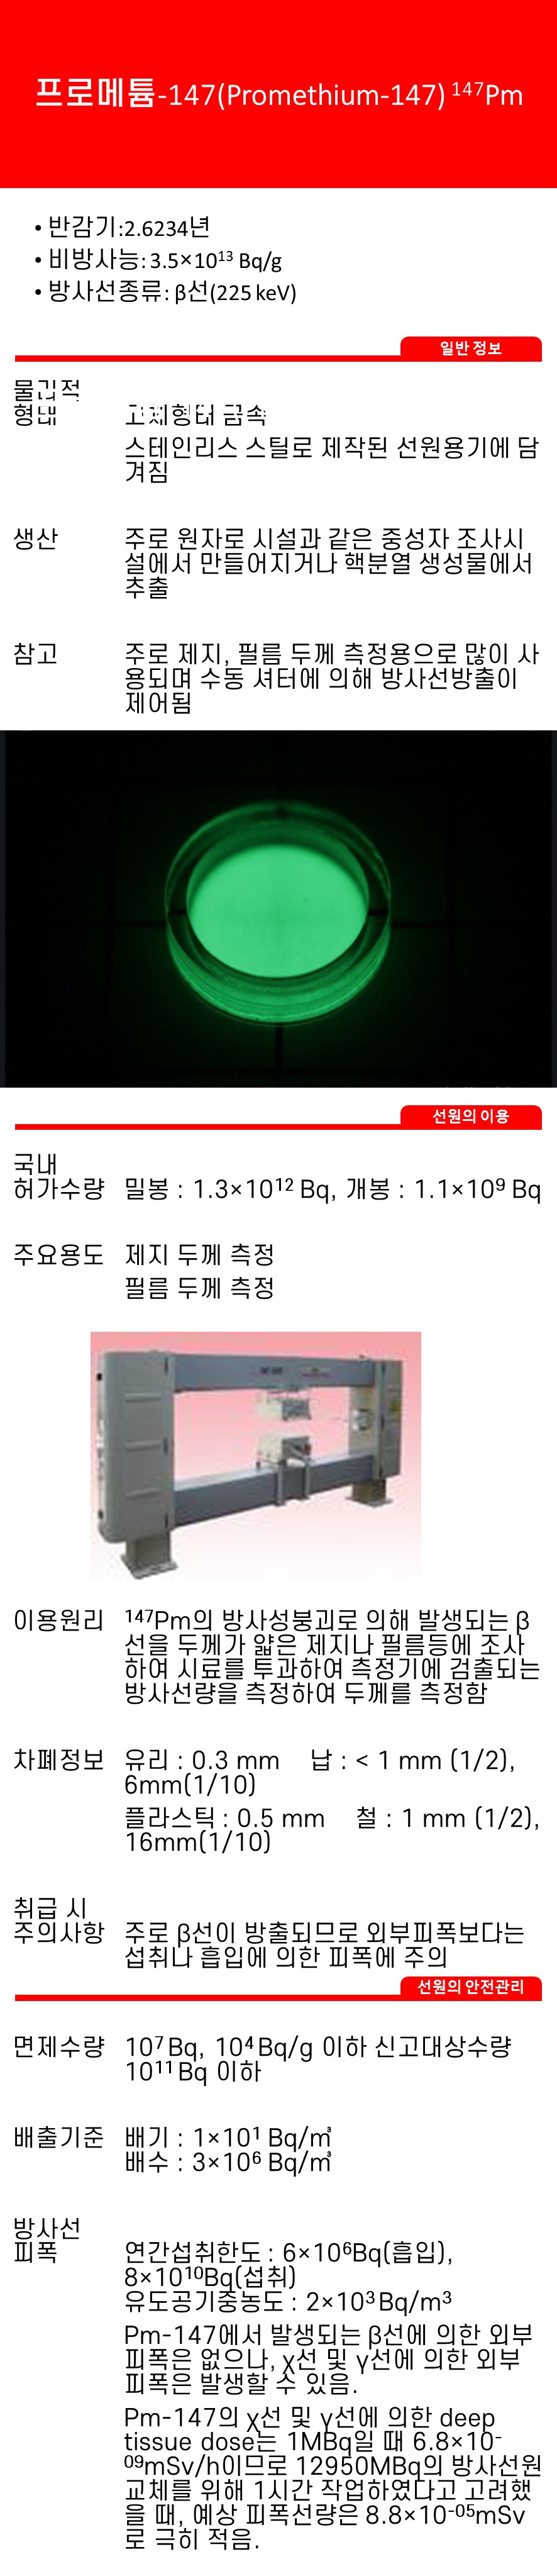 프로메튬-147(Promethium-147) ¹⁴⁷Pm
• 반감기:2.6234년
• 비방사능: 3.5×10¹³ Bq/g
• 방사선종류: β선(225 keV)
일반 정보
물리적
형태 고체형태 금속
스테인리스 스틸로 제작된 선원용기에 담
겨짐
생산 주로 원자로 시설과 같은 중성자 조사시
설에서 만들어지거나 핵분열 생성물에서
추출
참고 주로 제지, 필름 두께 측정용으로 많이 사
용되며 수동 셔터에 의해 방사선방출이
제어됨
선원의 이용
국내
허가수량 밀봉 : 1.3×10¹² Bq, 개봉 : 1.1×10⁹ Bq
주요용도 제지 두께 측정
필름 두께 측정
이용원리 ¹⁴⁷Pm의 방사성붕괴로 의해 발생되는 β
선을 두께가 얇은 제지나 필름등에 조사
하여 시료를 투과하여 측정기에 검출되는
방사선량을 측정하여 두께를 측정함
차폐정보 유리 : 0.3 mm 납 : < 1 mm (1/2),
6mm(1/10)
플라스틱 : 0.5 mm 철 : 1 mm (1/2),
16mm(1/10)
취급 시
주의사항 주로 β선이 방출되므로 외부피폭보다는
섭취나 흡입에 의한 피폭에 주의
선원의 안전관리
면제수량 10⁷ Bq, 10⁴ Bq/g 이하 신고대상수량
10¹¹ Bq 이하
배출기준 배기 : 1×10¹ Bq/㎥
배수 : 3×10⁶ Bq/㎥
방사선
피폭 연간섭취한도 : 6×10⁶Bq(흡입),
8×10¹⁰Bq(섭취)
유도공기중농도 : 2×10³ Bq/m³
Pm-147에서 발생되는 β선에 의한 외부
피폭은 없으나, χ선 및 γ선에 의한 외부
피폭은 발생할 수 있음.
Pm-147의 χ선 및 γ선에 의한 deep
tissue dose는 1MBq일 때 6.8×10⁻
⁰⁹mSv/h이므로 12950MBq의 방사선원
교체를 위해 1시간 작업하였다고 고려했
을 때, 예상 피폭선량은 8.8×10⁻⁰⁵mSv
로 극히 적음.